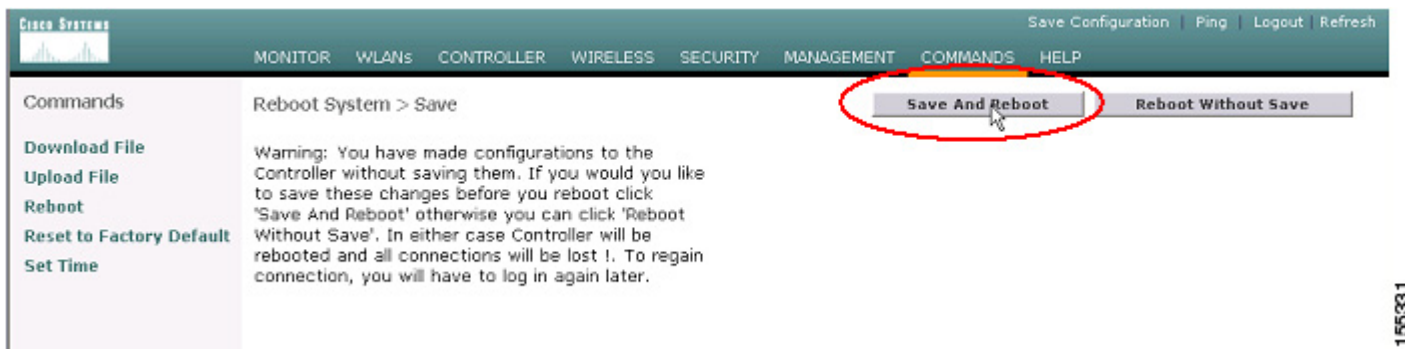 CISCO SYSTEMS
Save Configuration | Ping | Logout | Refresh
MONITOR WLANs CONTROLLER WIRELESS SECURITY MANAGEMENT COMMANDS HELP
Commands
Download File
Upload File
Reboot
Reset to Factory Default
Set Time
Reboot System > Save
Save And Reboot
Reboot Without Save
Warning: You have made configurations to the
Controller without saving them. If you would you like
to save these changes before you reboot click
'Save And Reboot' otherwise you can click 'Reboot
Without Save'. In either case Controller will be
rebooted and all connections will be lost !. To regain
connection, you will have to log in again later.
155331